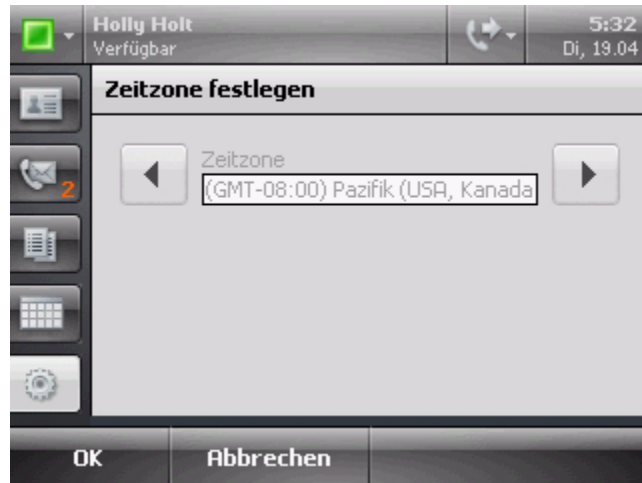 Holly Holt
Verfügbar
5:32
Di, 19.04
Zeitzone festlegen
2
Zeitzone
(GMT-08:00) Pazifik (USA, Kanada
OK
Abbrechen